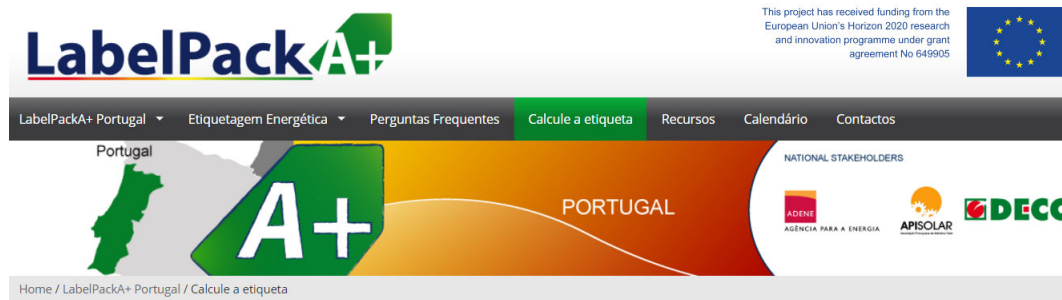 This project has received funding from the
European Union's Horizon 2020 research
and innovation programme under grant
agreement No 649905
LabelPack A+
LabelPackA+ Portugal
Etiquetagem Energética
Perguntas Frequentes
Calcule a etiqueta
Recursos
Calendário
Contactos
Portugal
A+
PORTUGAL
NATIONAL STAKEHOLDERS
ADENE
AGÊNCIA PARA A ENERGIA
APISOLAR
DECO
Home / LabelPackA+ Portugal / Calcule a etiqueta